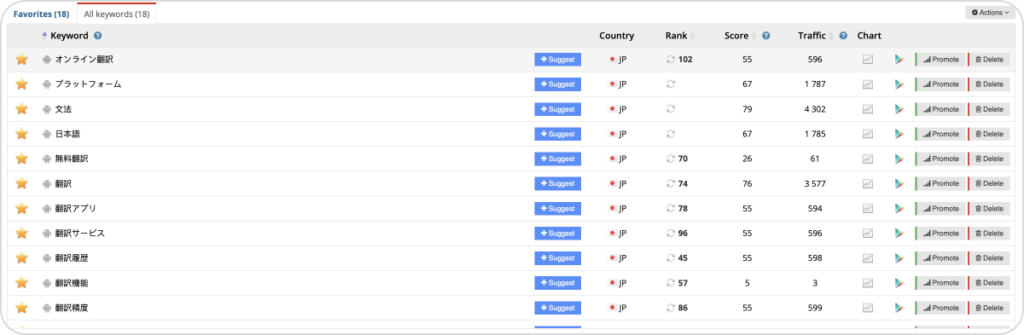 Favorites (18) All keywords (18) Actions
Keyword ? Country Rank Score ? Traffic ? Chart
オンライン翻訳 + Suggest JP 102 55 596 Promote Delete
プラットフォーム + Suggest JP 67 1 787 Promote Delete
文法 + Suggest JP 79 4 302 Promote Delete
日本語 + Suggest JP 67 1 785 Promote Delete
無料翻訳 + Suggest JP 70 26 61 Promote Delete
翻訳 + Suggest JP 74 76 3 577 Promote Delete
翻訳アプリ + Suggest JP 78 55 594 Promote Delete
翻訳サービス + Suggest JP 96 55 596 Promote Delete
翻訳履歴 + Suggest JP 45 55 598 Promote Delete
翻訳機能 + Suggest JP 57 5 3 Promote Delete
翻訳精度 + Suggest JP 86 55 599 Promote Delete